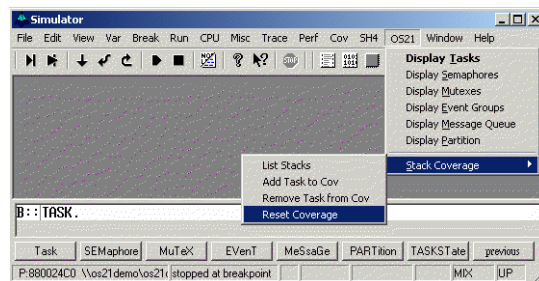 Simulator
File Edit View Var Break Run CPU Misc Trace Perf Cov SH4 OS21 Window Help
Display Tasks
Display Semaphores
Display Mutexes
Display Event Groups
Display Message Queue
Display Partition
Stack Coverage
List Stacks
Add Task to Cov
Remove Task from Cov
Reset Coverage
B::TASK.
Task SEMaphore MuTeX EVenT MeSsaGe PARTition TASKSTate previous
P:880024C0 \\os21demo\os21 stopped at breakpoint MIX UP